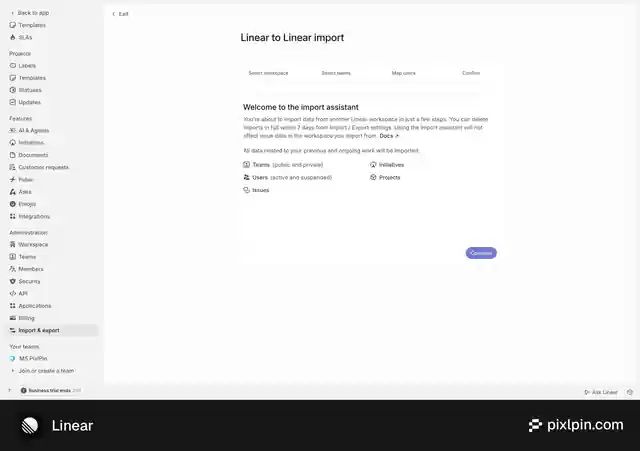 Back to app
Templates
SLAs
Projects
Labels
Templates
Statuses
Updates
Features
AI & Agents
Initiatives
Documents
Customer requests
Pulse
Asks
Emojis
Integrations
Administration
Workspace
Teams
Members
Security
API
Applications
Billing
Import & export
Your teams
MS PixlPin
Join or create a team
Business trial ends
Exit
Linear to Linear import
Select workspace
Select teams
Map users
Confirm
Welcome to the import assistant
You're about to import data from another Linear workspace in just a few steps. You can delete
imports in full within 7 days from Import / Export settings. Using the import assistant will not
affect issue data in the workspace you import from. Docs ↗
All data related to your previous and ongoing work will be imported.
Teams (public and private)
Initiatives
Users (active and suspended)
Projects
Issues
Continue
Ask Linear
Linear
pixlpin.com